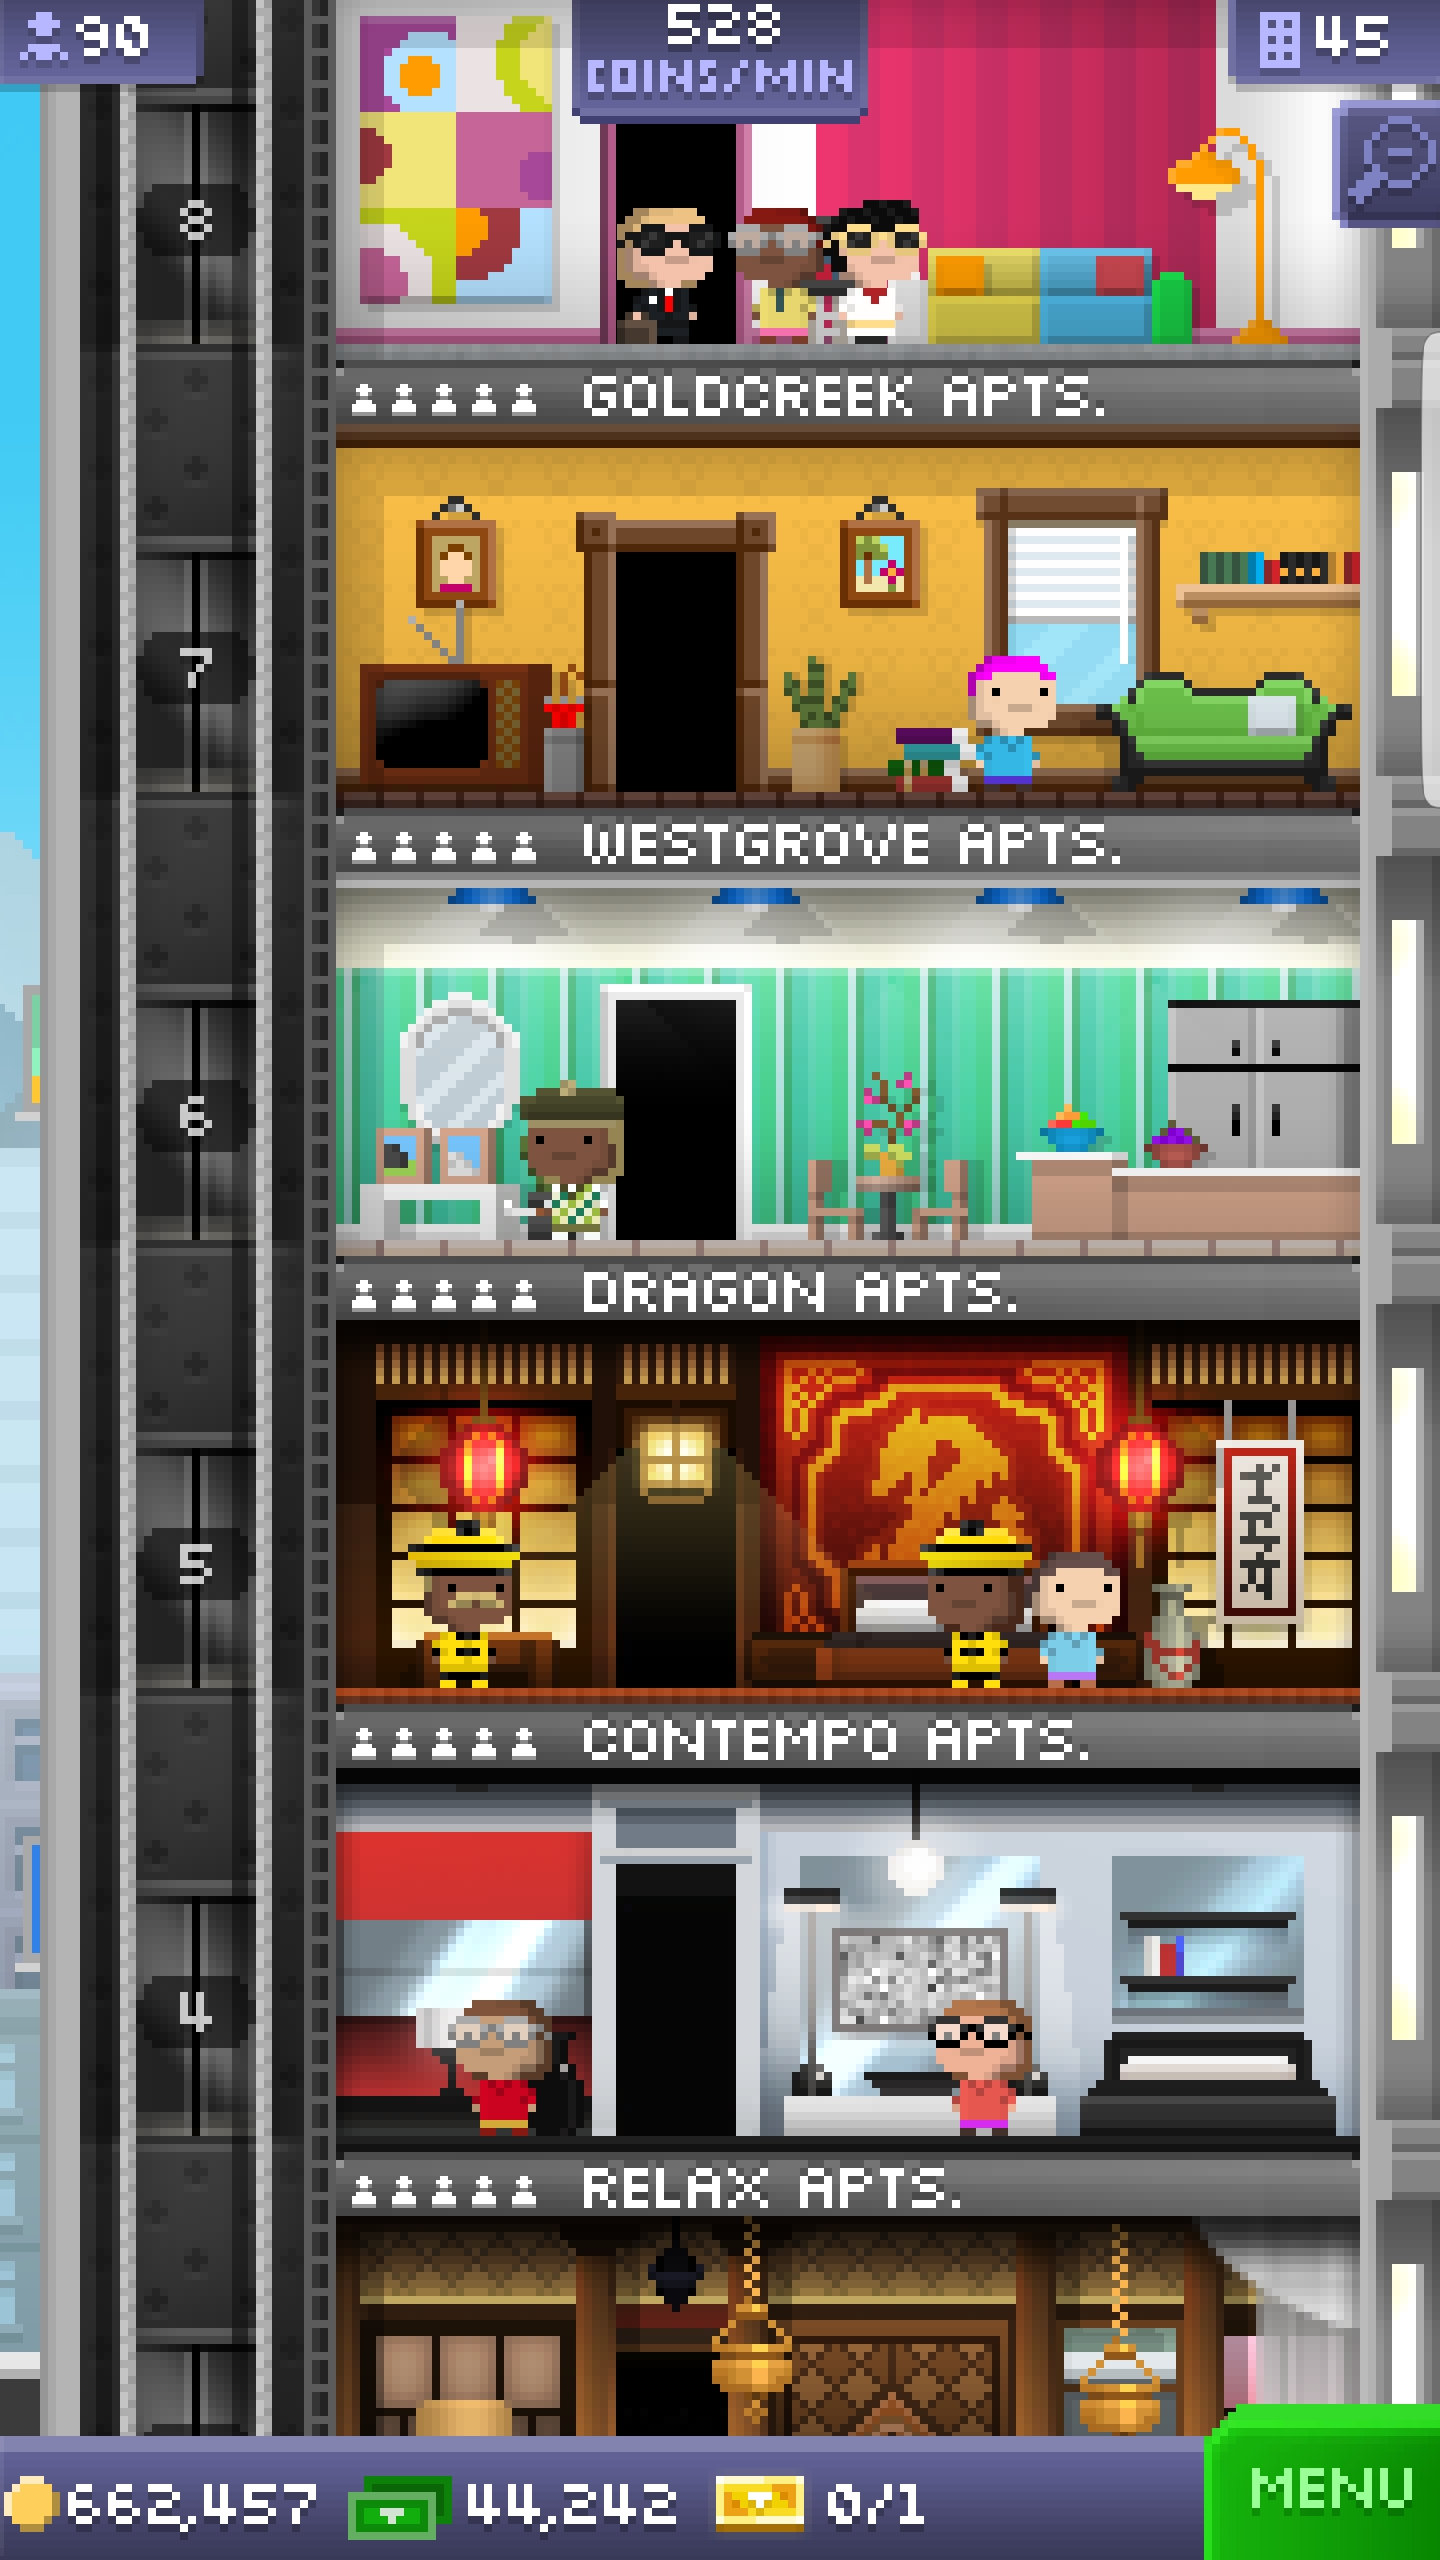 90
528
COINS/MIN
45
8
GOLDCREEK APTS.
7
WESTGROVE APTS.
6
DRAGON APTS.
5
CONTEMPO APTS.
4
RELAX APTS.
662,457
44,242
0/1
MENU